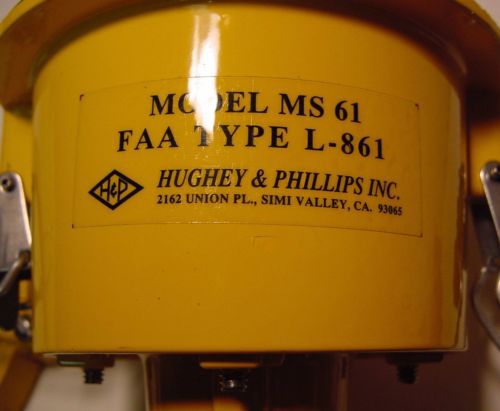 MODEL MS 61
FAA TYPE L-861
H&P HUGHEY & PHILLIPS INC.
2162 UNION PL., SIMI VALLEY, CA. 93065